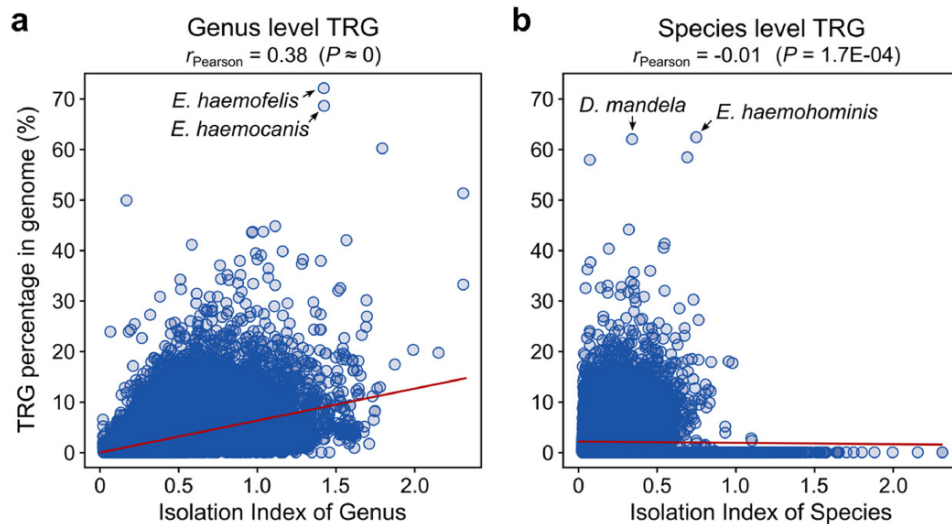 a
Genus level TRG
rPearson = 0.38 (P ≈ 0)
TRG percentage in genome (%)
70
60
50
40
30
20
10
0
E. haemofelis
E. haemocanis
0
0.5
1.0
1.5
2.0
Isolation Index of Genus
b
Species level TRG
rPearson = -0.01 (P = 1.7E-04)
70
60
50
40
30
20
10
0
D. mandela
E. haemohominis
0
0.5
1.0
1.5
2.0
Isolation Index of Species